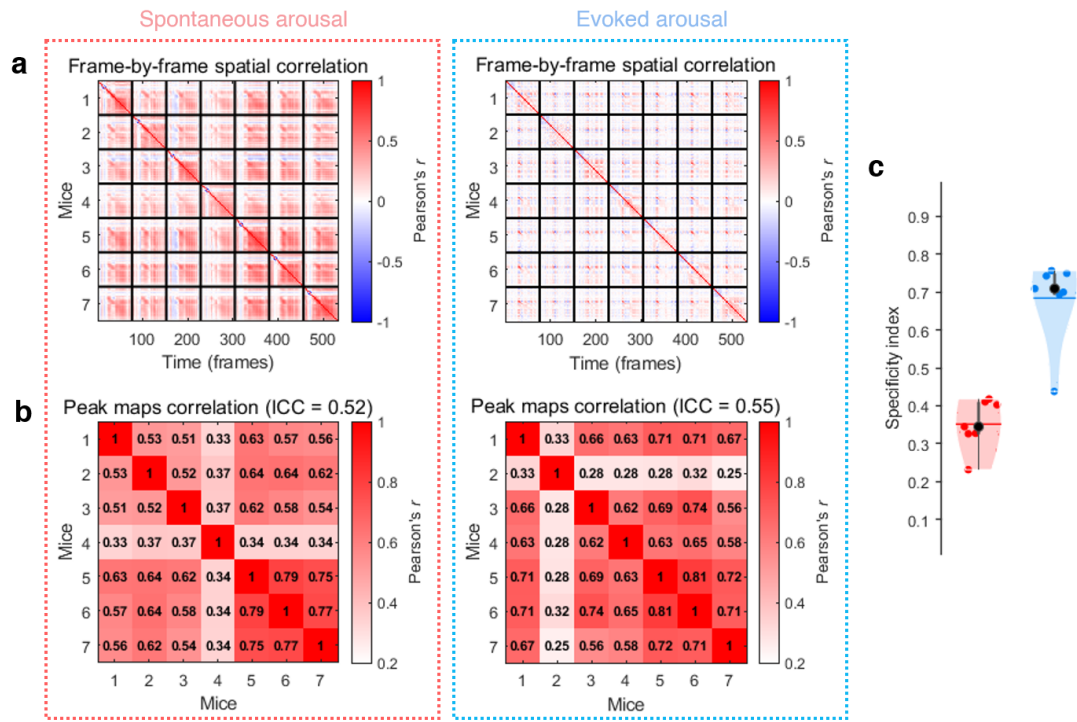 Spontaneous arousal
Evoked arousal
a
Frame-by-frame spatial correlation
Frame-by-frame spatial correlation
1
2
3
4
5
6
7
Mice
100 200 300 400 500
Time (frames)
1
0.5
0
-0.5
-1
Pearson's r
1
2
3
4
5
6
7
Mice
100 200 300 400 500
Time (frames)
1
0.5
0
-0.5
-1
Pearson's r
b
Peak maps correlation (ICC = 0.52)
1 1 0.53 0.51 0.33 0.63 0.57 0.56
2 0.53 1 0.52 0.37 0.64 0.64 0.62
3 0.51 0.52 1 0.37 0.62 0.58 0.54
4 0.33 0.37 0.37 1 0.34 0.34 0.34
5 0.63 0.64 0.62 0.34 1 0.79 0.75
6 0.57 0.64 0.58 0.34 0.79 1 0.77
7 0.56 0.62 0.54 0.34 0.75 0.77 1
1 2 3 4 5 6 7
Mice
Mice
1
0.8
0.6
0.4
0.2
Pearson's r
Peak maps correlation (ICC = 0.55)
1 1 0.33 0.66 0.63 0.71 0.71 0.67
2 0.33 1 0.28 0.28 0.28 0.32 0.25
3 0.66 0.28 1 0.62 0.69 0.74 0.56
4 0.63 0.28 0.62 1 0.63 0.65 0.58
5 0.71 0.28 0.69 0.63 1 0.81 0.72
6 0.71 0.32 0.74 0.65 0.81 1 0.71
7 0.67 0.25 0.56 0.58 0.72 0.71 1
1 2 3 4 5 6 7
Mice
Mice
1
0.8
0.6
0.4
0.2
Pearson's r
c
Specificity index
0.9
0.8
0.7
0.6
0.5
0.4
0.3
0.2
0.1